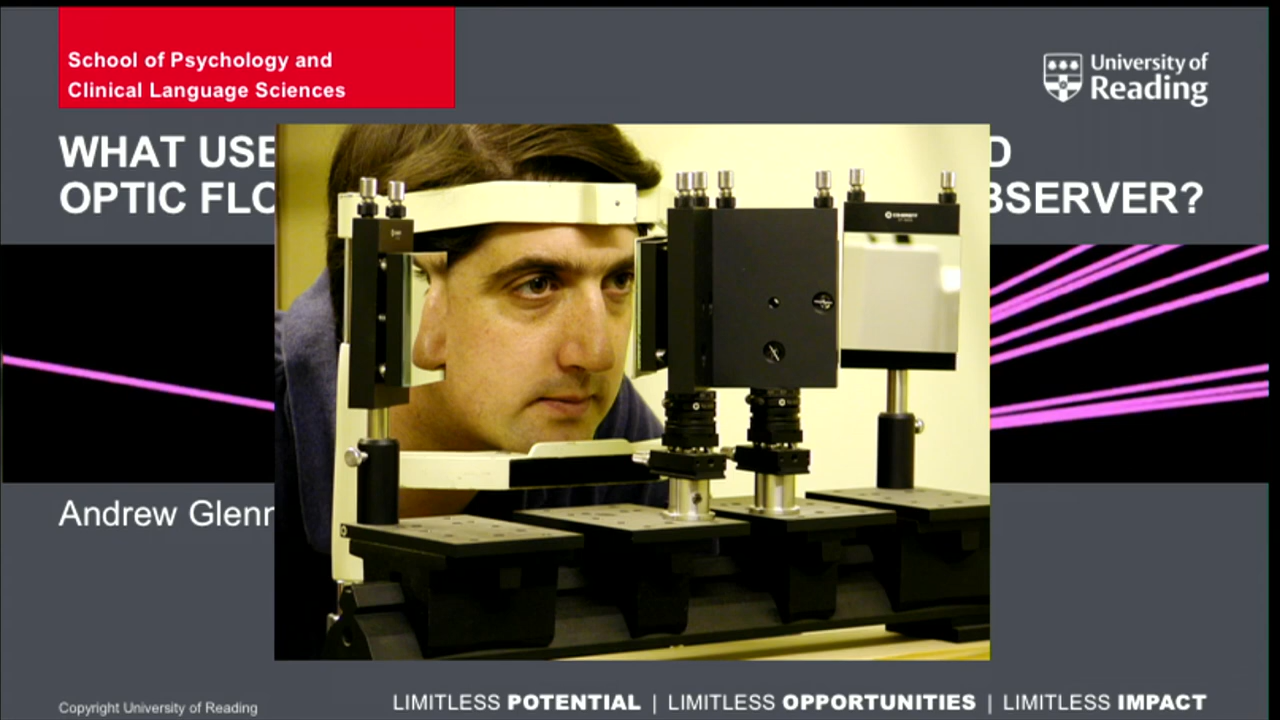 School of Psychology and
Clinical Language Sciences
University of
Reading
WHAT USE
OPTIC FLO
BSERVER?
Andrew Glenn
Copyright University of Reading
LIMITLESS POTENTIAL | LIMITLESS OPPORTUNITIES | LIMITLESS IMPACT